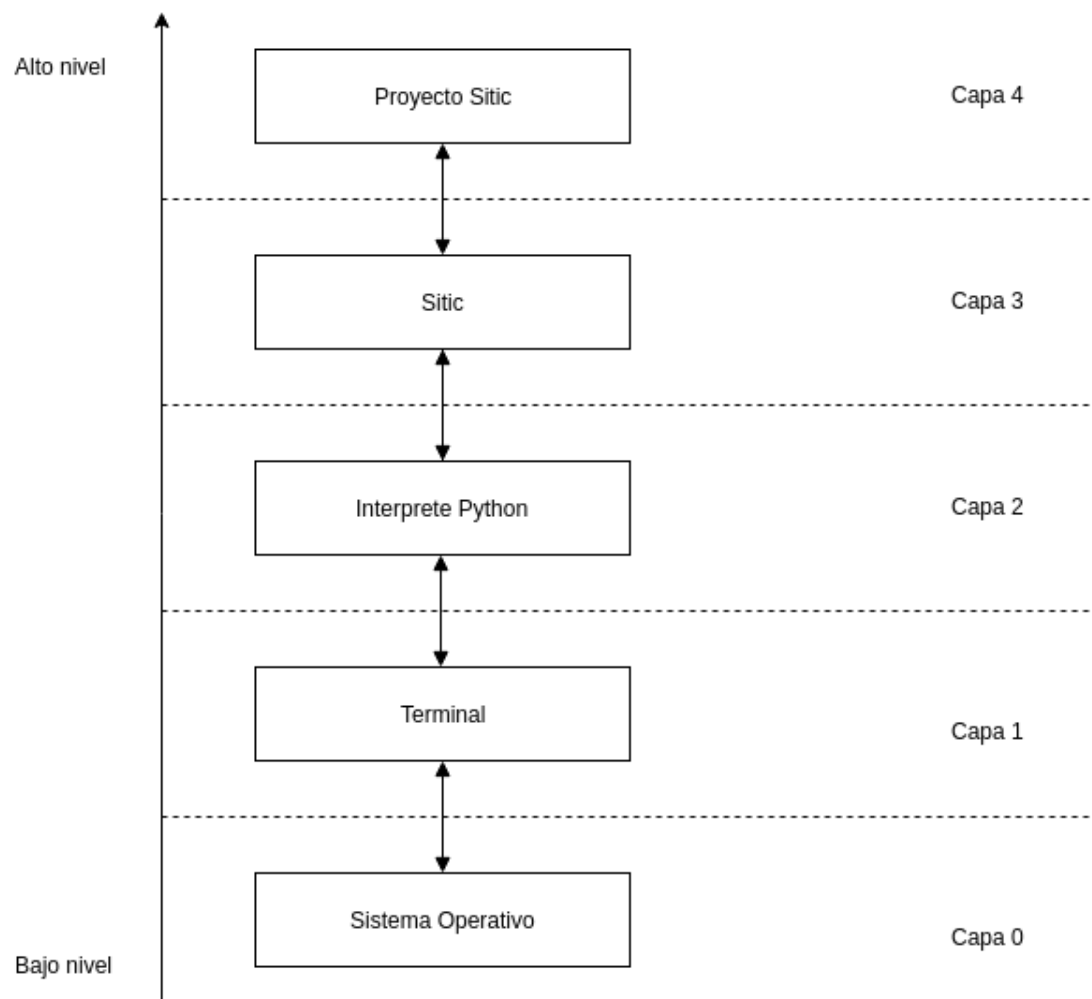 Alto nivel
Proyecto Sitic
Capa 4
Sitic
Capa 3
Interprete Python
Capa 2
Terminal
Capa 1
Sistema Operativo
Capa 0
Bajo nivel